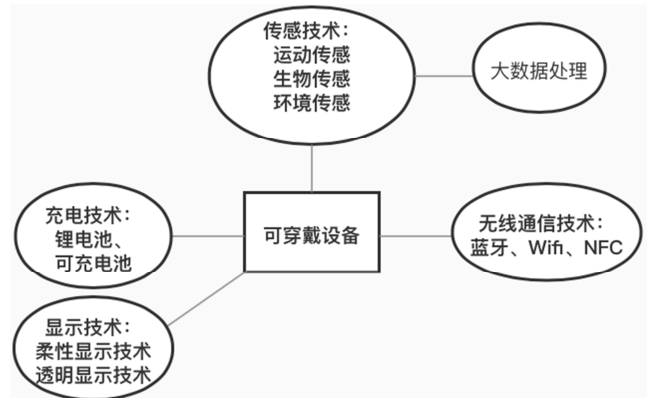 传感技术：
运动传感
生物传感
环境传感
大数据处理
充电技术：
锂电池、
可充电池
可穿戴设备
无线通信技术：
蓝牙、Wifi、NFC
显示技术：
柔性显示技术
透明显示技术